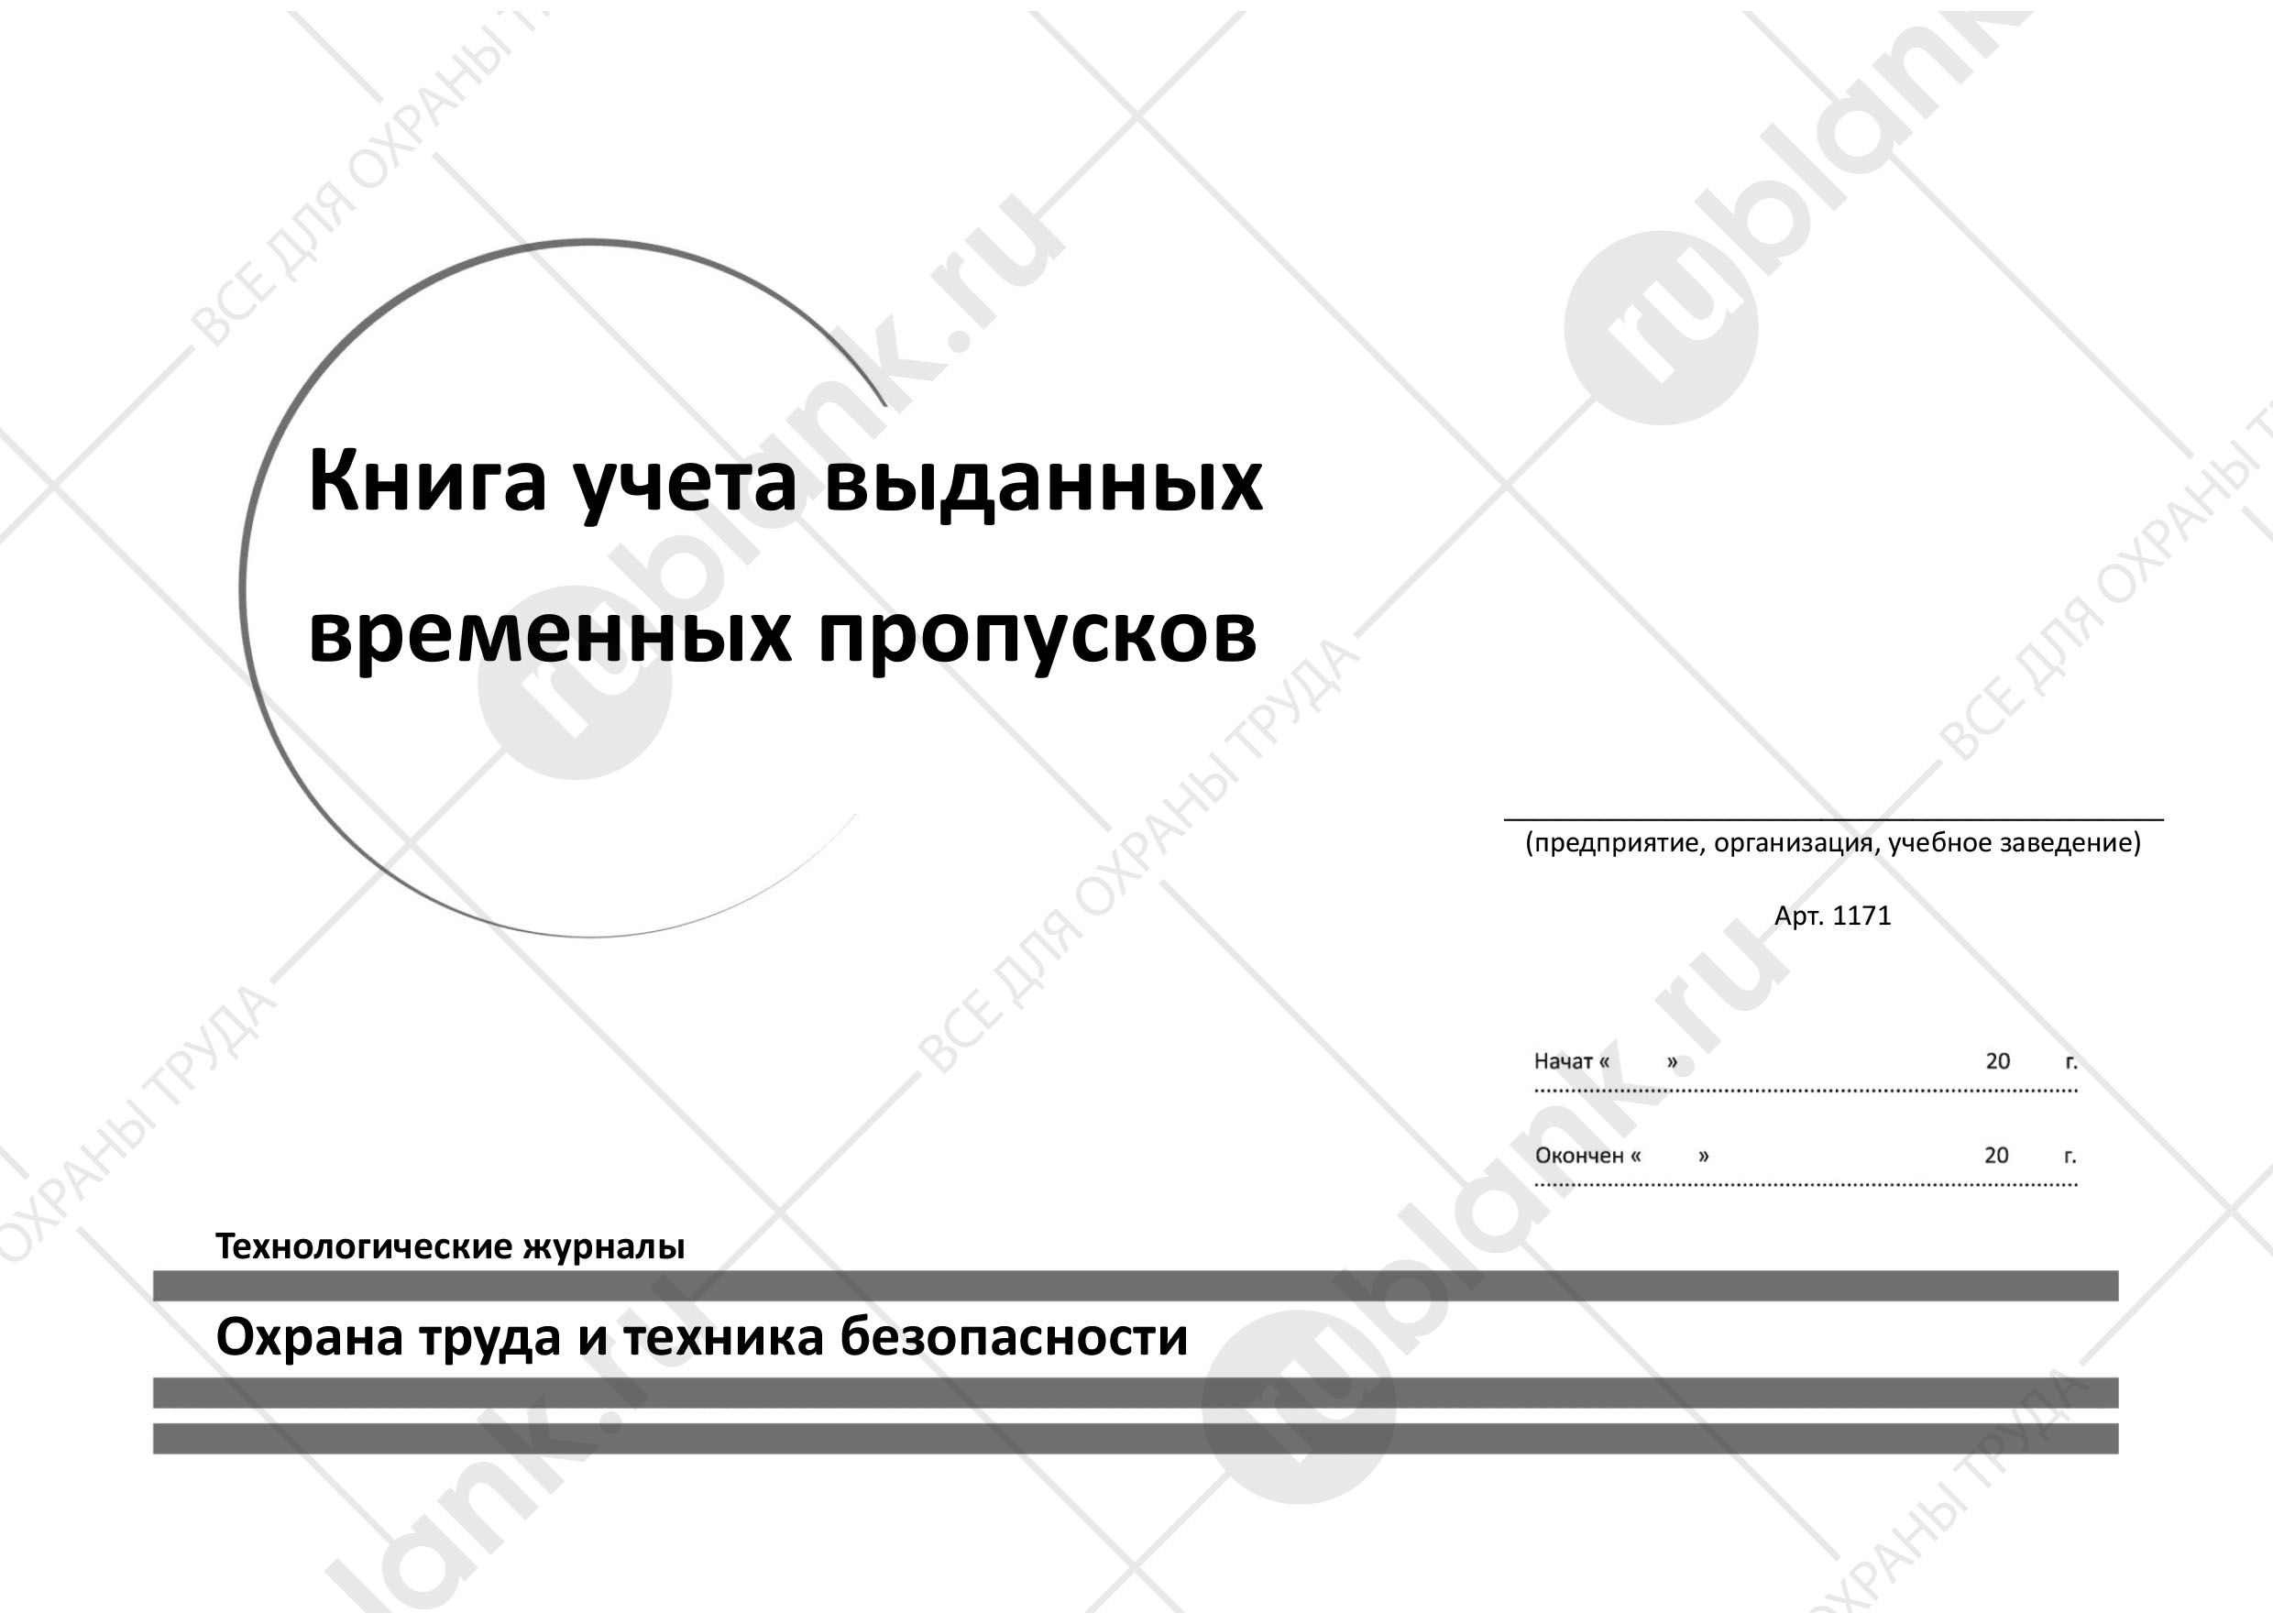 Книга учета выданных
временных пропусков
(предприятие, организация, учебное заведение)
Арт. 1171
Начат « » 20 г.
Окончен « » 20 г.
Технологические журналы
Охрана труда и техника безопасности
rublank.ru
ВСЕ ДЛЯ ОХРАНЫ ТРУДА